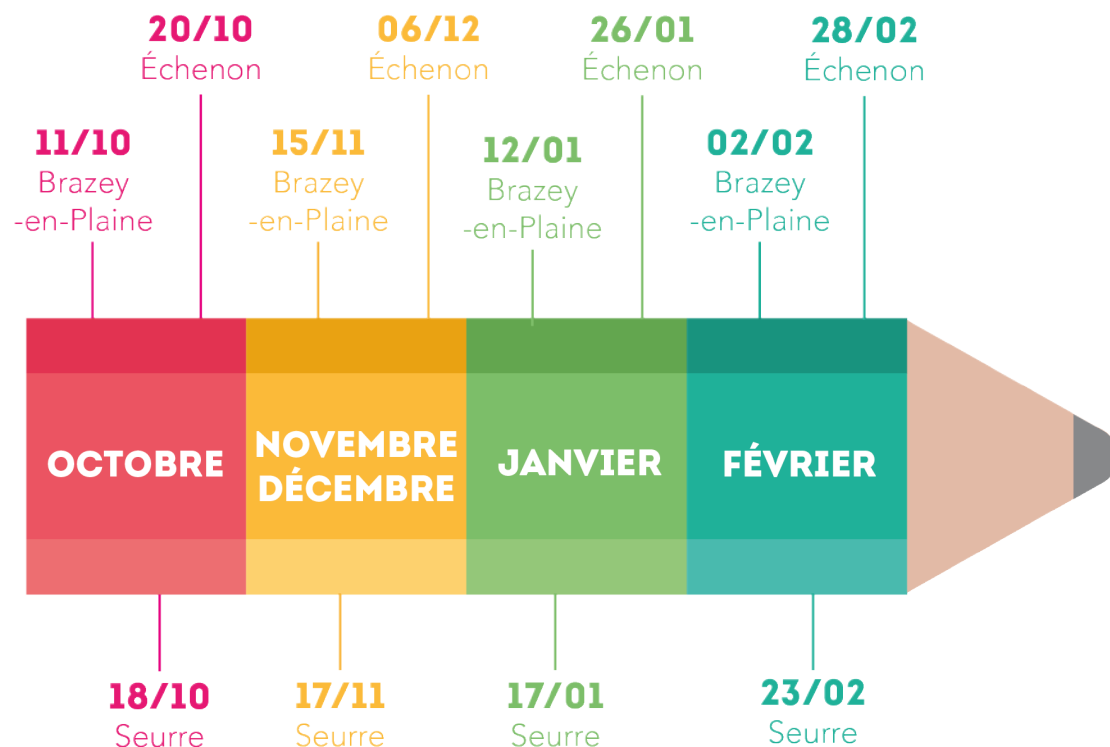 20/10
Échenon
06/12
Échenon
26/01
Échenon
28/02
Échenon
11/10
Brazey
-en-Plaine
15/11
Brazey
-en-Plaine
12/01
Brazey
-en-Plaine
02/02
Brazey
-en-Plaine
OCTOBRE
NOVEMBRE
DÉCEMBRE
JANVIER
FÉVRIER
18/10
Seurre
17/11
Seurre
17/01
Seurre
23/02
Seurre